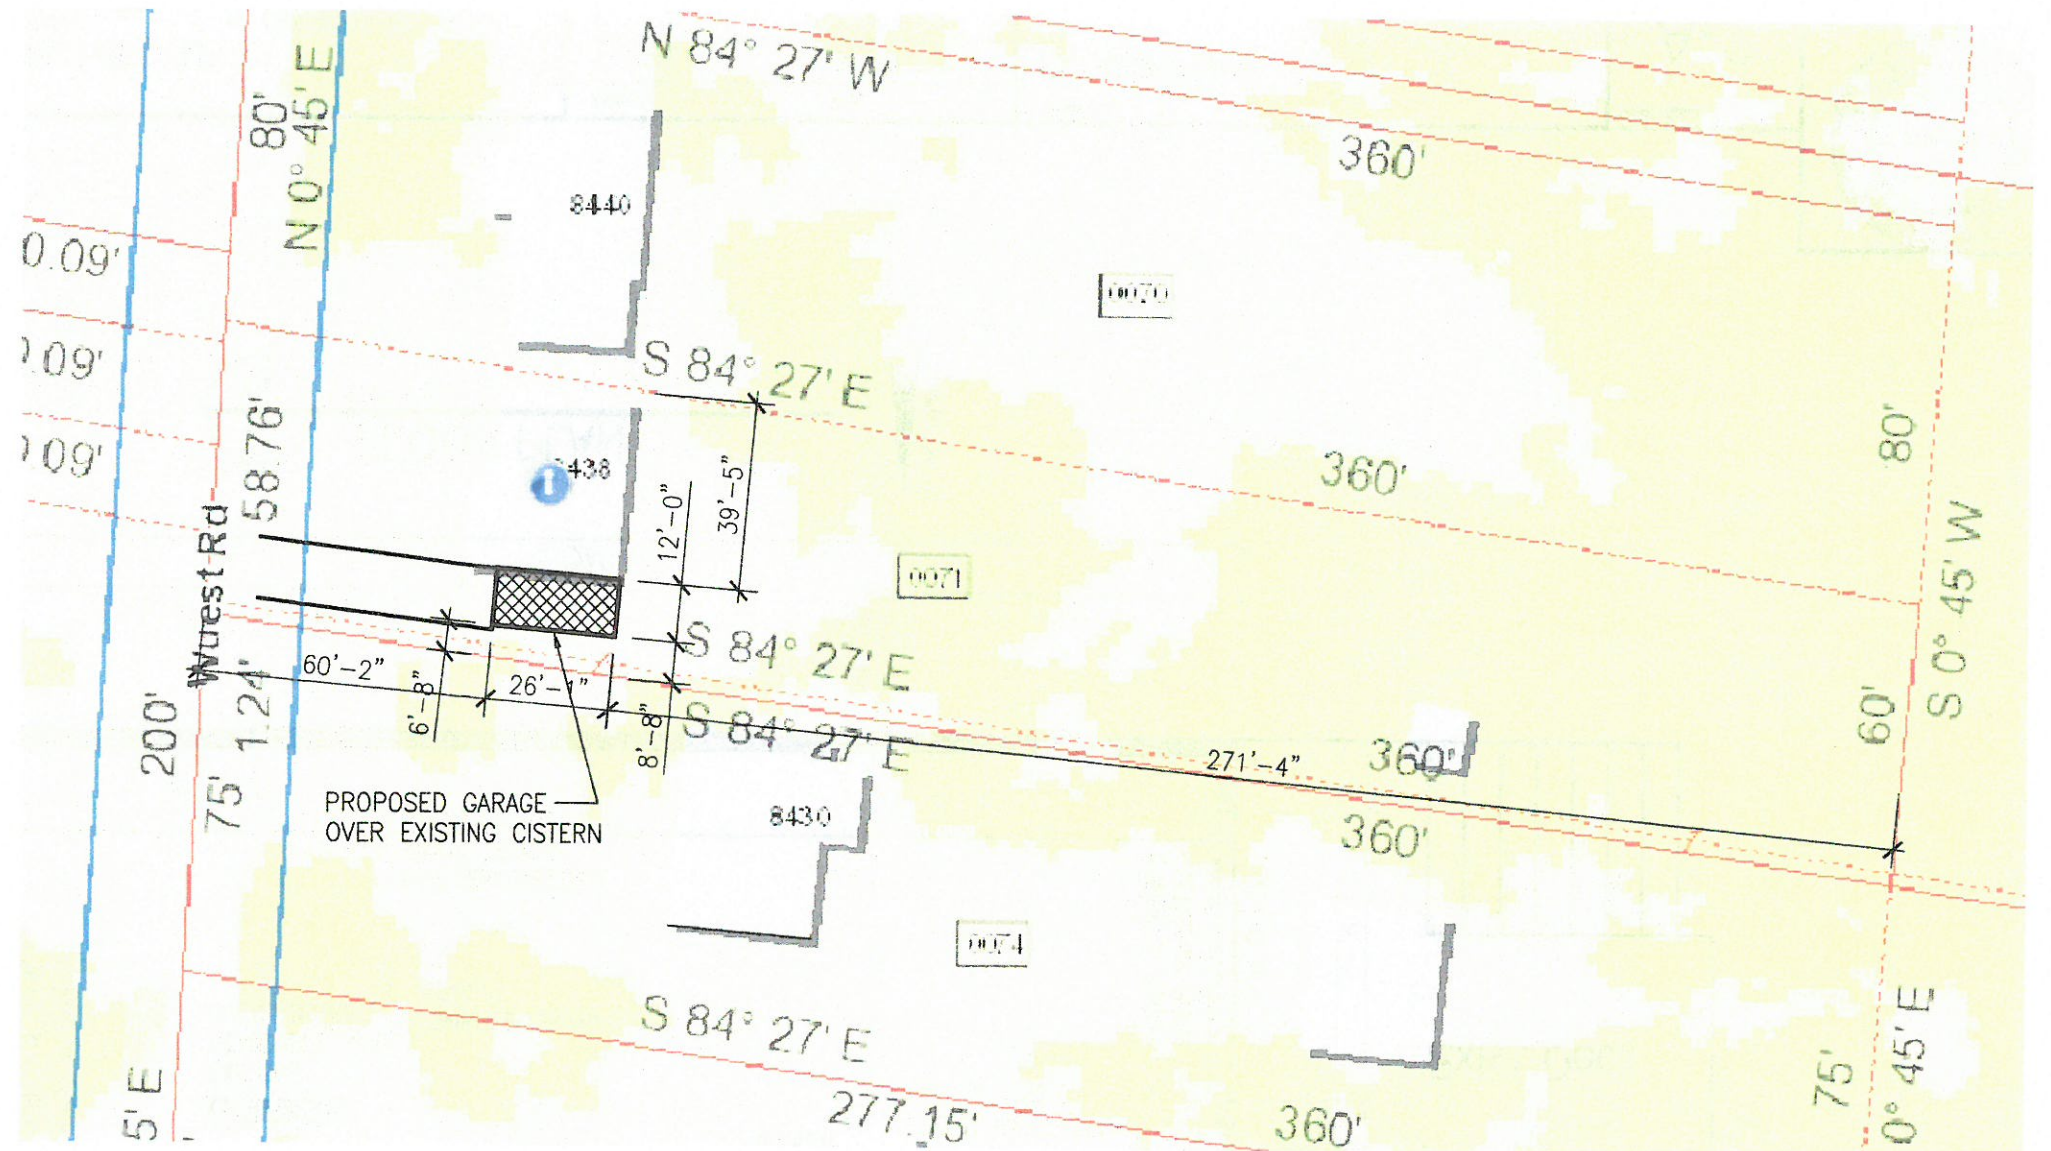 N 84° 27' W
80'
N 0° 45' E
360'
8440
0.09'
0070
.09'
S 84° 27' E
80'
09'
58.76'
360'
39'-5"
12'-0"
0071
S 0° 45' W
Wuest Rd
S 84° 27' E
60'-2"
26'-1"
6'-8"
8'-8"
60'
200'
1.24'
75'
S 84° 27' E
271'-4"
360'
PROPOSED GARAGE
OVER EXISTING CISTERN
8430
360'
0074
S 84° 27' E
0° 45' E
75'
5' E
277.15'
360'